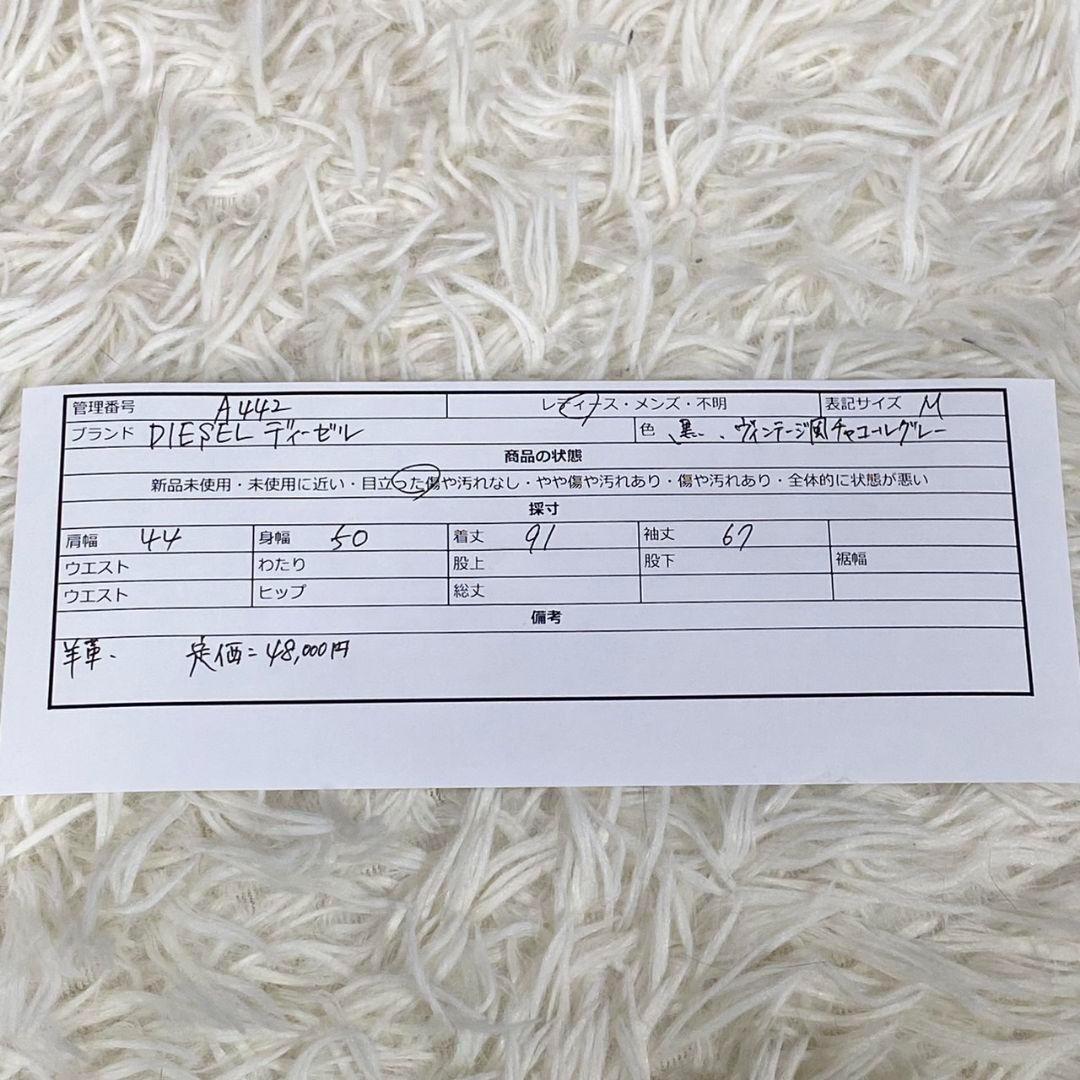 管理番号 A442 レディース・メンズ・不明 表記サイズ M
ブランド DIESEL ディーゼル 色 黒、ヴィンテージ風チャコールグレー
商品の状態
新品未使用・未使用に近い・目立った傷や汚れなし・やや傷や汚れあり・傷や汚れあり・全体的に状態が悪い
採寸
肩幅 44 身幅 50 着丈 91 袖丈 67
ウエスト わたり 股上 股下 裾幅
ウエスト ヒップ 総丈
備考
羊革. 定価=48,000円